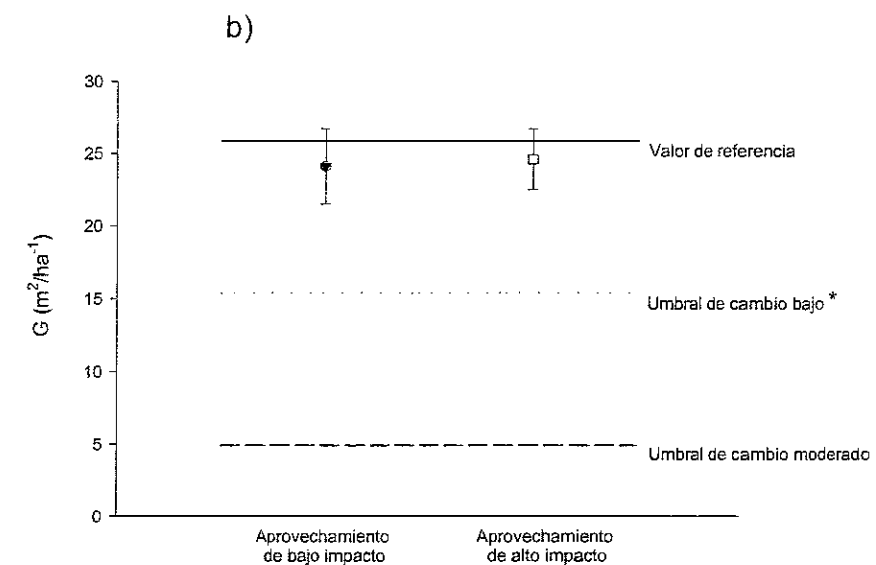 b)
30
25
20
15
10
5
0
G (m²/ha⁻¹)
Valor de referencia
Umbral de cambio bajo *
Umbral de cambio moderado
Aprovechamiento
de bajo impacto
Aprovechamiento
de alto impacto